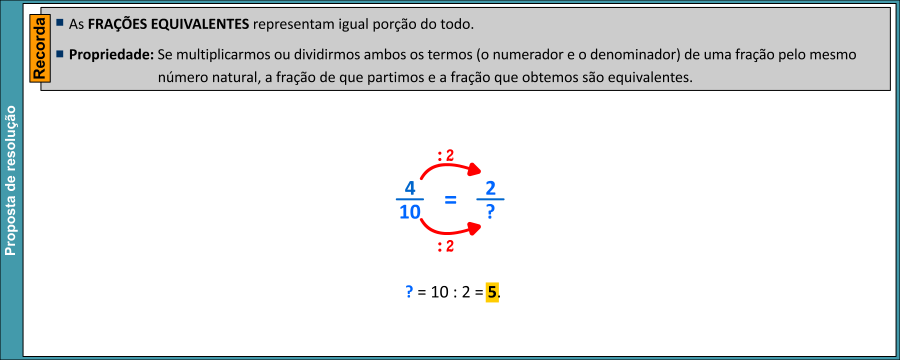 Proposta de resolução
Recorda
▪ As FRAÇÕES EQUIVALENTES representam igual porção do todo.
▪ Propriedade: Se multiplicarmos ou dividirmos ambos os termos (o numerador e o denominador) de uma fração pelo mesmo
número natural, a fração de que partimos e a fração que obtemos são equivalentes.
: 2
4 2
=
10 ?
: 2
? = 10 : 2 = 5.